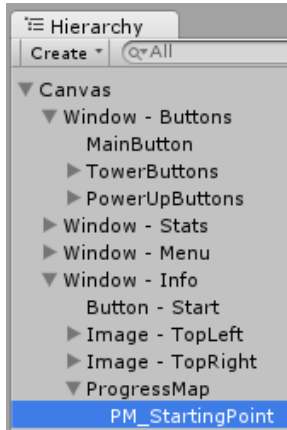 Hierarchy
Create All
Canvas
Window - Buttons
MainButton
TowerButtons
PowerUpButtons
Window - Stats
Window - Menu
Window - Info
Button - Start
Image - TopLeft
Image - TopRight
ProgressMap
PM_StartingPoint